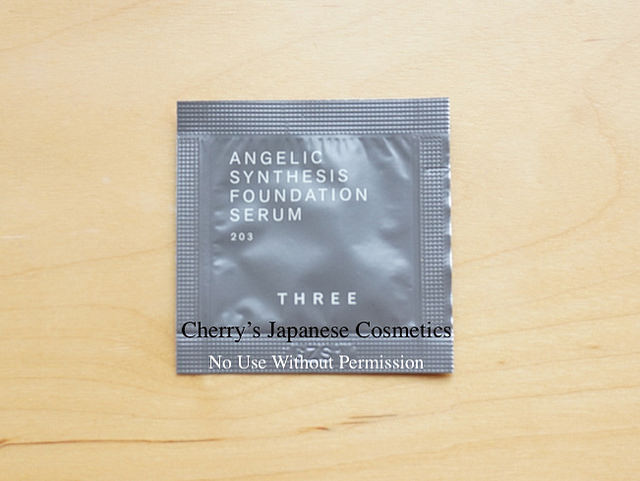 ANGELIC
SYNTHESIS
FOUNDATION
SERUM
203
THREE
Cherry's Japanese Cosmetics
No Use Without Permission